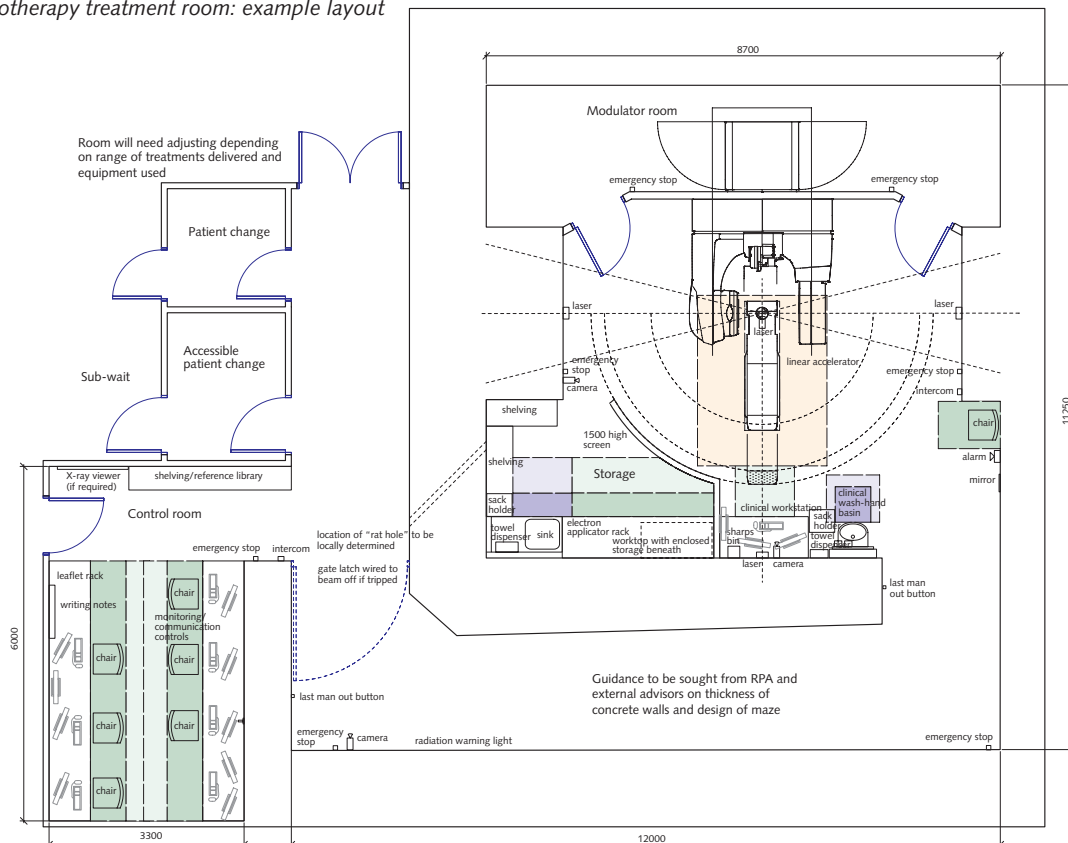 otherapy treatment room: example layout
8700
Modulator room
Room will need adjusting depending
on range of treatments delivered and
equipment used
emergency stop
emergency stop
Patient change
laser
laser
laser
Accessible
patient change
Sub-wait
emergency
stop
camera
linear accelerator
emergency stop
intercom
11250
shelving
chair
1500 high
screen
alarm
shelving
Storage
mirror
X-ray viewer
(if required)
shelving/reference library
sack
holder
clinical workstation
clinical
wash-hand
basin
Control room
towel
dispenser
sink
electron
applicator rack
worktop with enclosed
storage beneath
sharps
bin
sack
holder
towel
dispenser
laser
camera
location of “rat hole” to be
locally determined
emergency stop
intercom
gate latch wired to
beam off if tripped
leaflet rack
writing notes
chair
monitoring/
communication
controls
last man
out button
6000
chair
chair
Guidance to be sought from RPA and
external advisors on thickness of
concrete walls and design of maze
last man out button
chair
chair
emergency
stop
camera
radiation warning light
emergency stop
chair
3300
12000